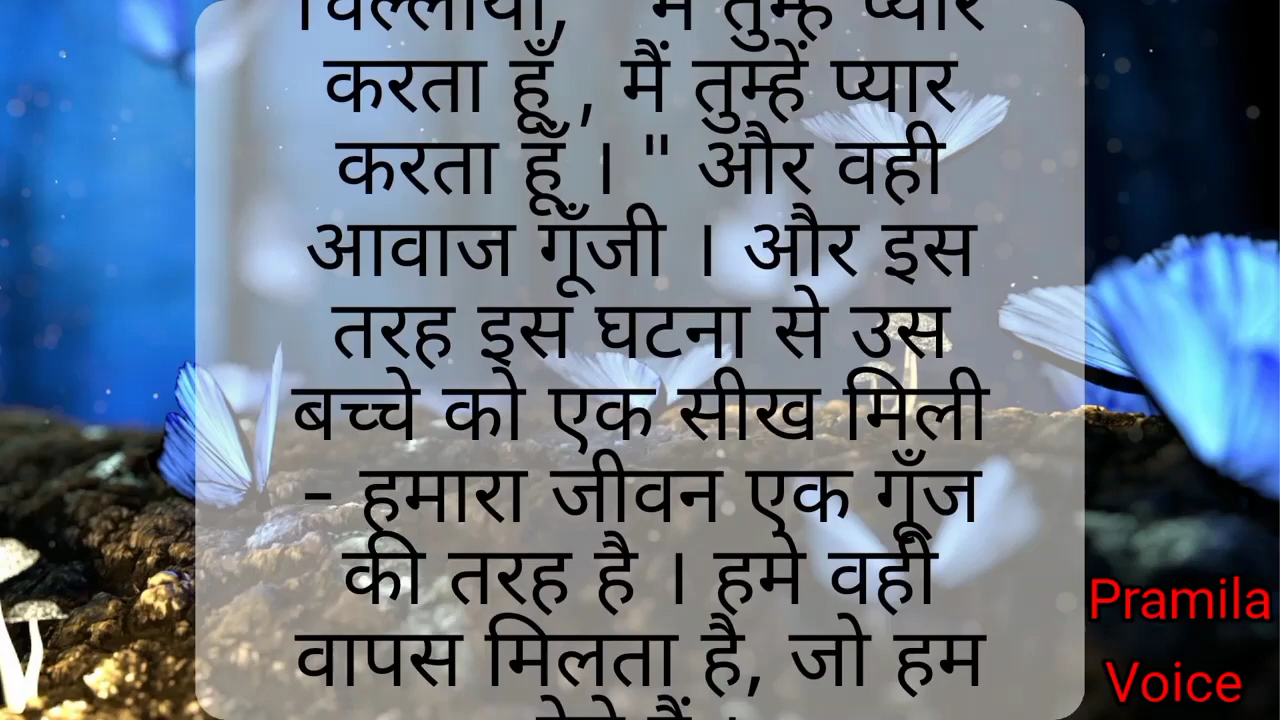 चिल्लाया, " मैं तुम्हें प्यार
करता हूँ , मैं तुम्हें प्यार
करता हूँ । " और वही
आवाज गूँजी । और इस
तरह इस घटना से उस
बच्चे को एक सीख मिली
- हमारा जीवन एक गूँज
की तरह है । हमे वही
वापस मिलता है, जो हम
Pramila
Voice